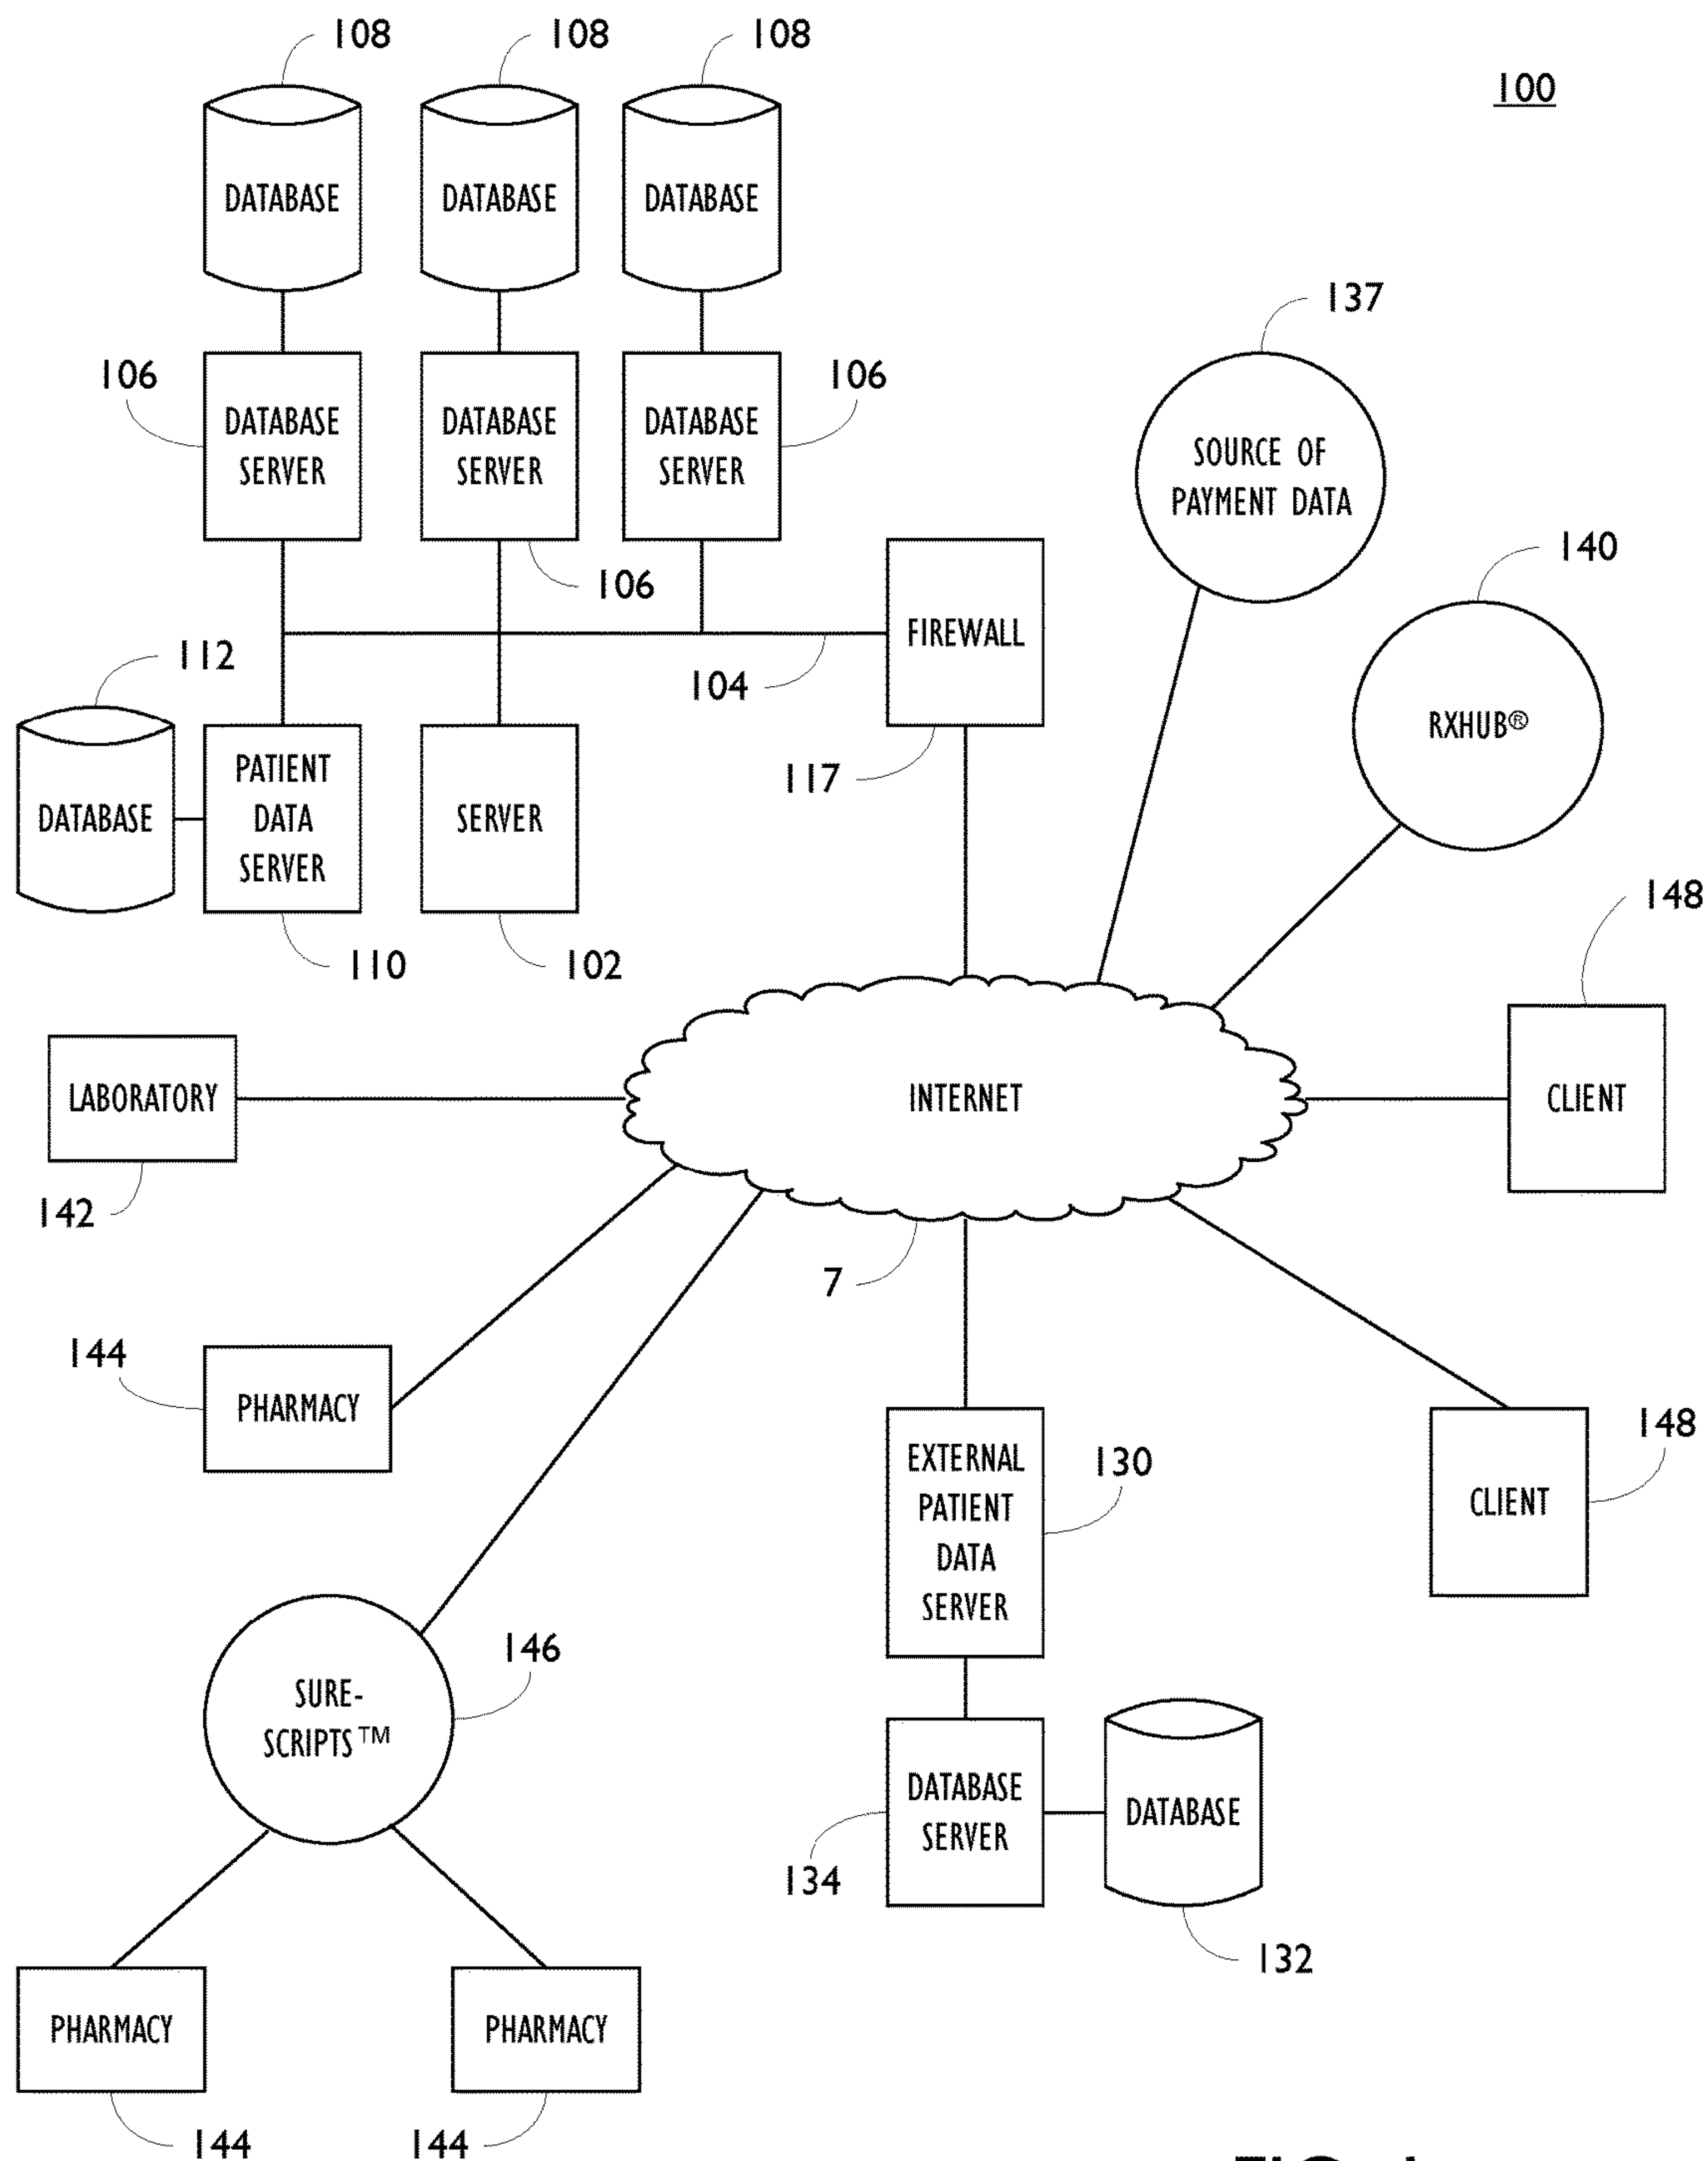 108
108
108
100
DATABASE
DATABASE
DATABASE
137
106
106
DATABASE
SERVER
DATABASE
SERVER
DATABASE
SERVER
SOURCE OF
PAYMENT DATA
140
106
FIREWALL
112
104
RXHUB®
117
DATABASE
PATIENT
DATA
SERVER
SERVER
148
110
102
LABORATORY
INTERNET
CLIENT
142
7
144
PHARMACY
148
EXTERNAL
PATIENT
DATA
SERVER
130
CLIENT
146
SURE-
SCRIPTS™
DATABASE
SERVER
DATABASE
134
132
PHARMACY
PHARMACY
144
144